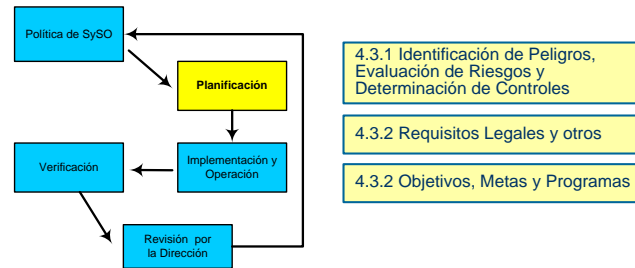 Política de SySO
Planificación
Implementación y
Operación
Verificación
Revisión por
la Dirección
4.3.1 Identificación de Peligros,
Evaluación de Riesgos y
Determinación de Controles
4.3.2 Requisitos Legales y otros
4.3.2 Objetivos, Metas y Programas